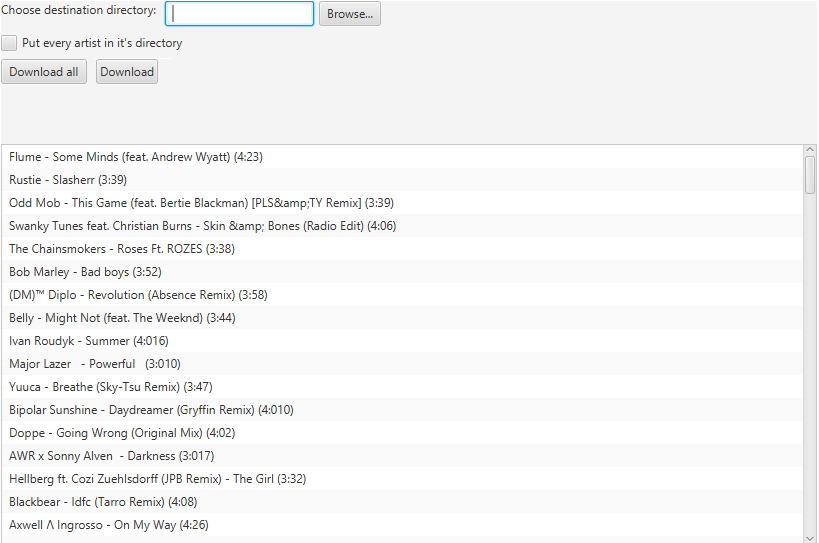 Choose destination directory:
Browse...
Put every artist in it's directory
Download all
Download
Flume - Some Minds (feat. Andrew Wyatt) (4:23)
Rustie - Slasherr (3:39)
Odd Mob - This Game (feat. Bertie Blackman) [PLS&amp;TY Remix] (3:39)
Swanky Tunes feat. Christian Burns - Skin &amp; Bones (Radio Edit) (4:06)
The Chainsmokers - Roses Ft. ROZES (3:38)
Bob Marley - Bad boys (3:52)
(DM)™ Diplo - Revolution (Absence Remix) (3:58)
Belly - Might Not (feat. The Weeknd) (3:44)
Ivan Roudyk - Summer (4:016)
Major Lazer   - Powerful   (3:010)
Yuuca - Breathe (Sky-Tsu Remix) (3:47)
Bipolar Sunshine - Daydreamer (Gryffin Remix) (4:010)
Doppe - Going Wrong (Original Mix) (4:02)
AWR x Sonny Alven  - Darkness (3:017)
Hellberg ft. Cozi Zuehlsdorff (JPB Remix) - The Girl (3:32)
Blackbear - Idfc (Tarro Remix) (4:08)
Axwell Λ Ingrosso - On My Way (4:26)